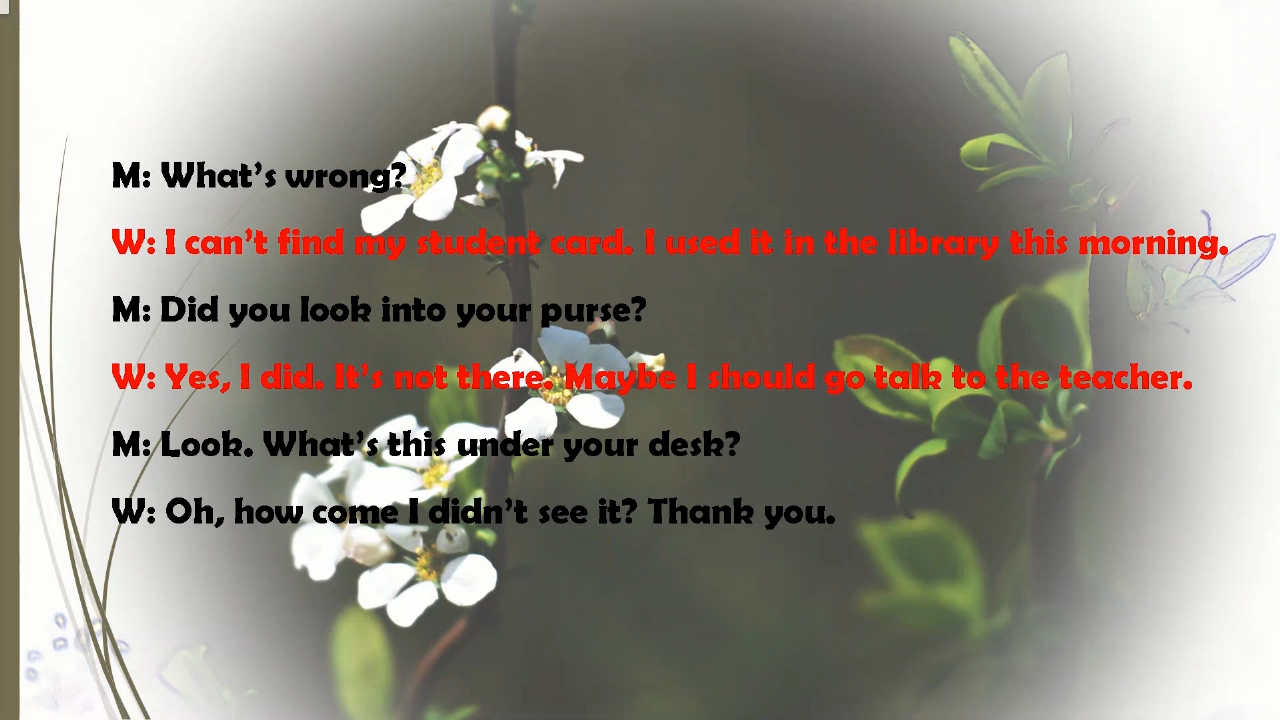 M: What's wrong?
W: I can't find my student card. I used it in the library this morning.
M: Did you look into your purse?
W: Yes, I did. It's not there. Maybe I should go talk to the teacher.
M: Look. What's this under your desk?
W: Oh, how come I didn't see it? Thank you.